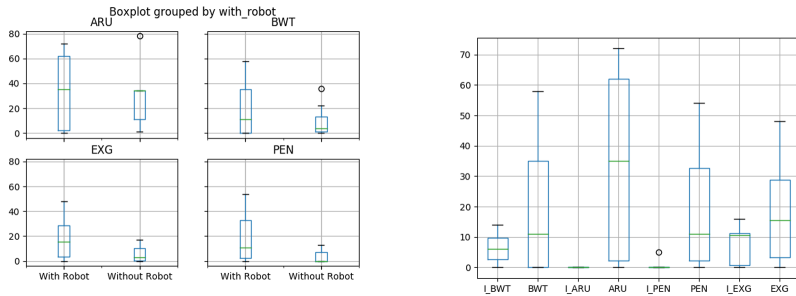 Boxplot grouped by with_robot
ARU
BWT
80
60
40
20
0
EXG
PEN
80
60
40
20
0
With Robot
Without Robot
With Robot
Without Robot
70
60
50
40
30
20
10
0
I_BWT
BWT
I_ARU
ARU
I_PEN
PEN
I_EXG
EXG